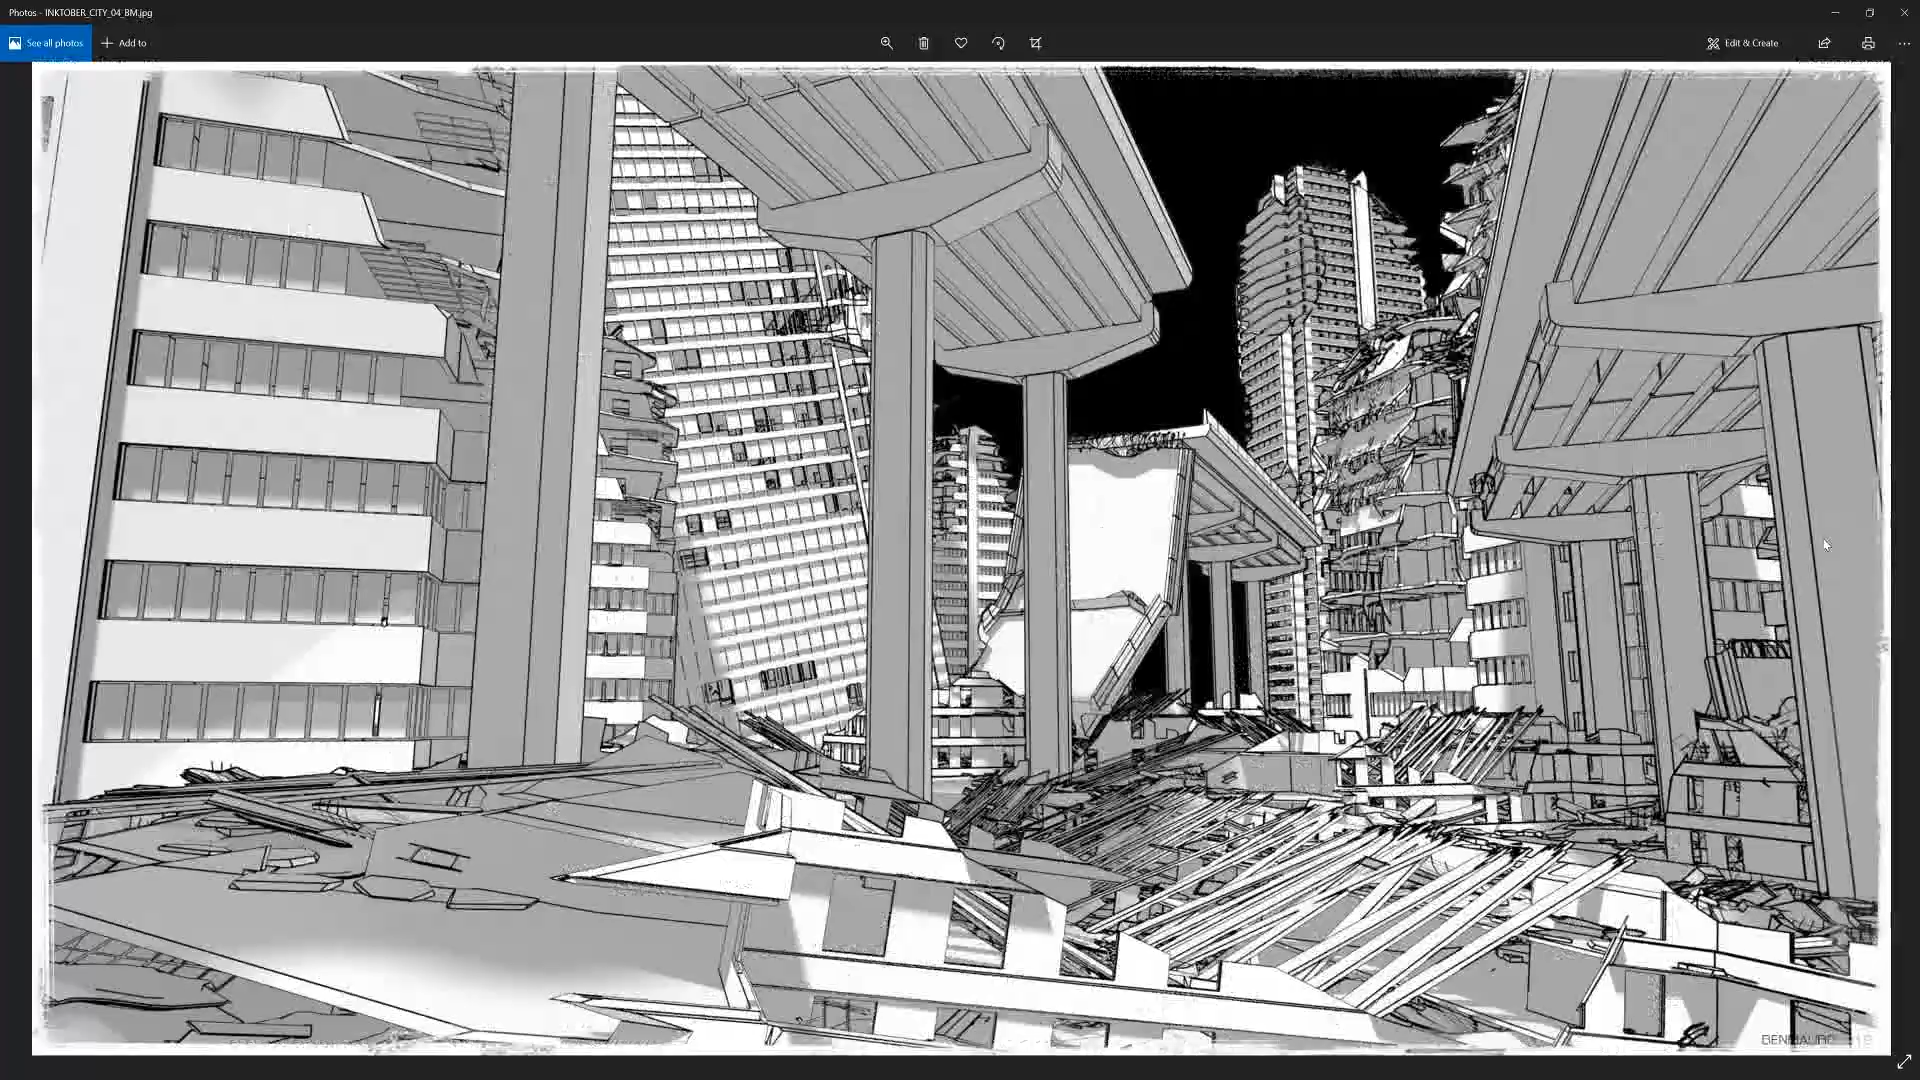 Photos - INKTOBER_CITY_04_BM.jpg
See all photos
Add to
Edit & Create